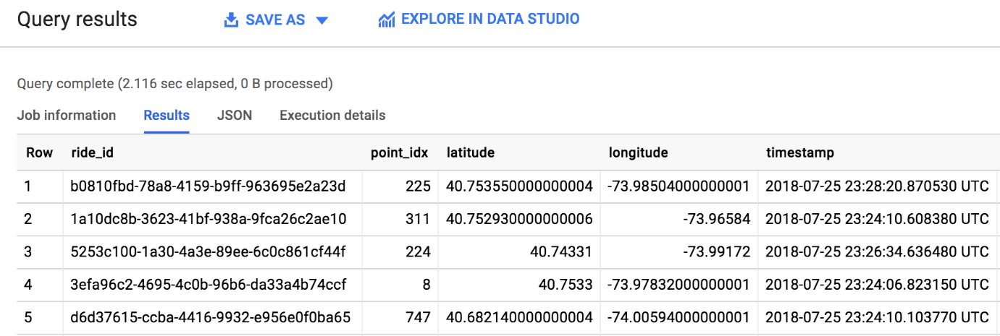 Query results SAVE AS EXPLORE IN DATA STUDIO
Query complete (2.116 sec elapsed, 0 B processed)
Job information Results JSON Execution details
Row ride_id point_idx latitude longitude timestamp
1 b0810fbd-78a8-4159-b9ff-963695e2a23d 225 40.753550000000004 -73.98504000000001 2018-07-25 23:28:20.870530 UTC
2 1a10dc8b-3623-41bf-938a-9fca26c2ae10 311 40.752930000000006 -73.96584 2018-07-25 23:24:10.608380 UTC
3 5253c100-1a30-4a3e-89ee-6c0c861cf44f 224 40.74331 -73.99172 2018-07-25 23:26:34.636480 UTC
4 3efa96c2-4695-4c0b-96b6-da33a4b74ccf 8 40.7533 -73.97832000000001 2018-07-25 23:24:06.823150 UTC
5 d6d37615-ccba-4416-9932-e956e0f0ba65 747 40.682140000000004 -74.00594000000001 2018-07-25 23:24:10.103770 UTC